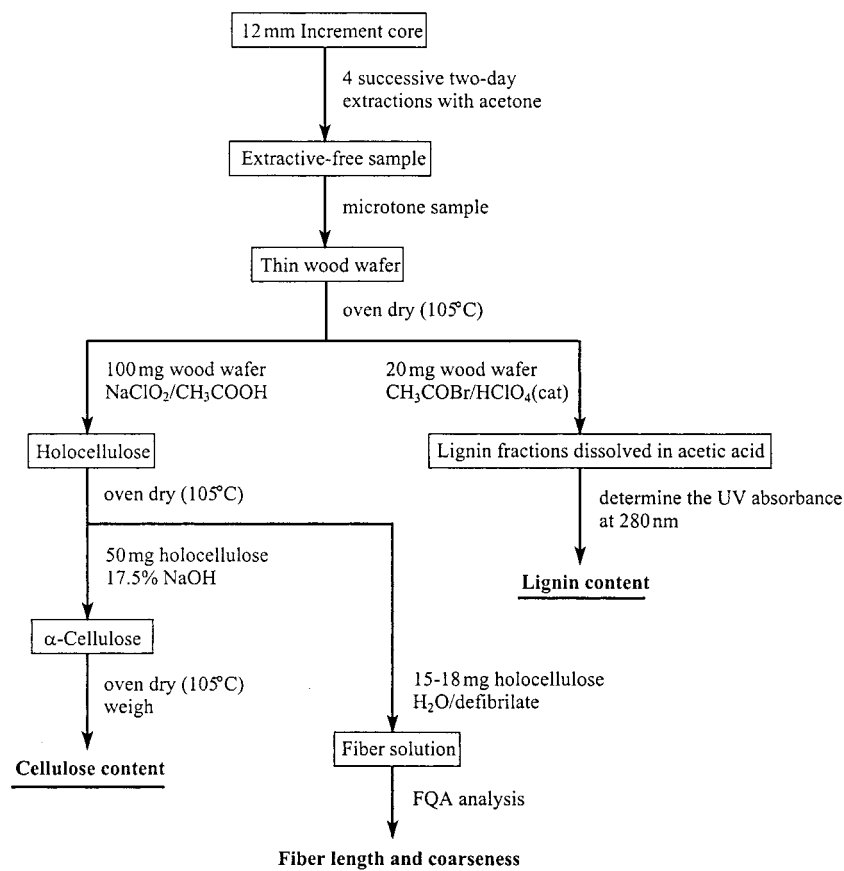 12 mm Increment core
4 successive two-day
extractions with acetone
Extractive-free sample
microtone sample
Thin wood wafer
oven dry (105°C)
100 mg wood wafer
NaClO₂/CH₃COOH
20 mg wood wafer
CH₃COBr/HClO₄(cat)
Holocellulose
Lignin fractions dissolved in acetic acid
oven dry (105°C)
determine the UV absorbance
at 280 nm
50 mg holocellulose
17.5% NaOH
Lignin content
α-Cellulose
oven dry (105°C)
weigh
15-18 mg holocellulose
H₂O/defibrilate
Fiber solution
Cellulose content
FQA analysis
Fiber length and coarseness